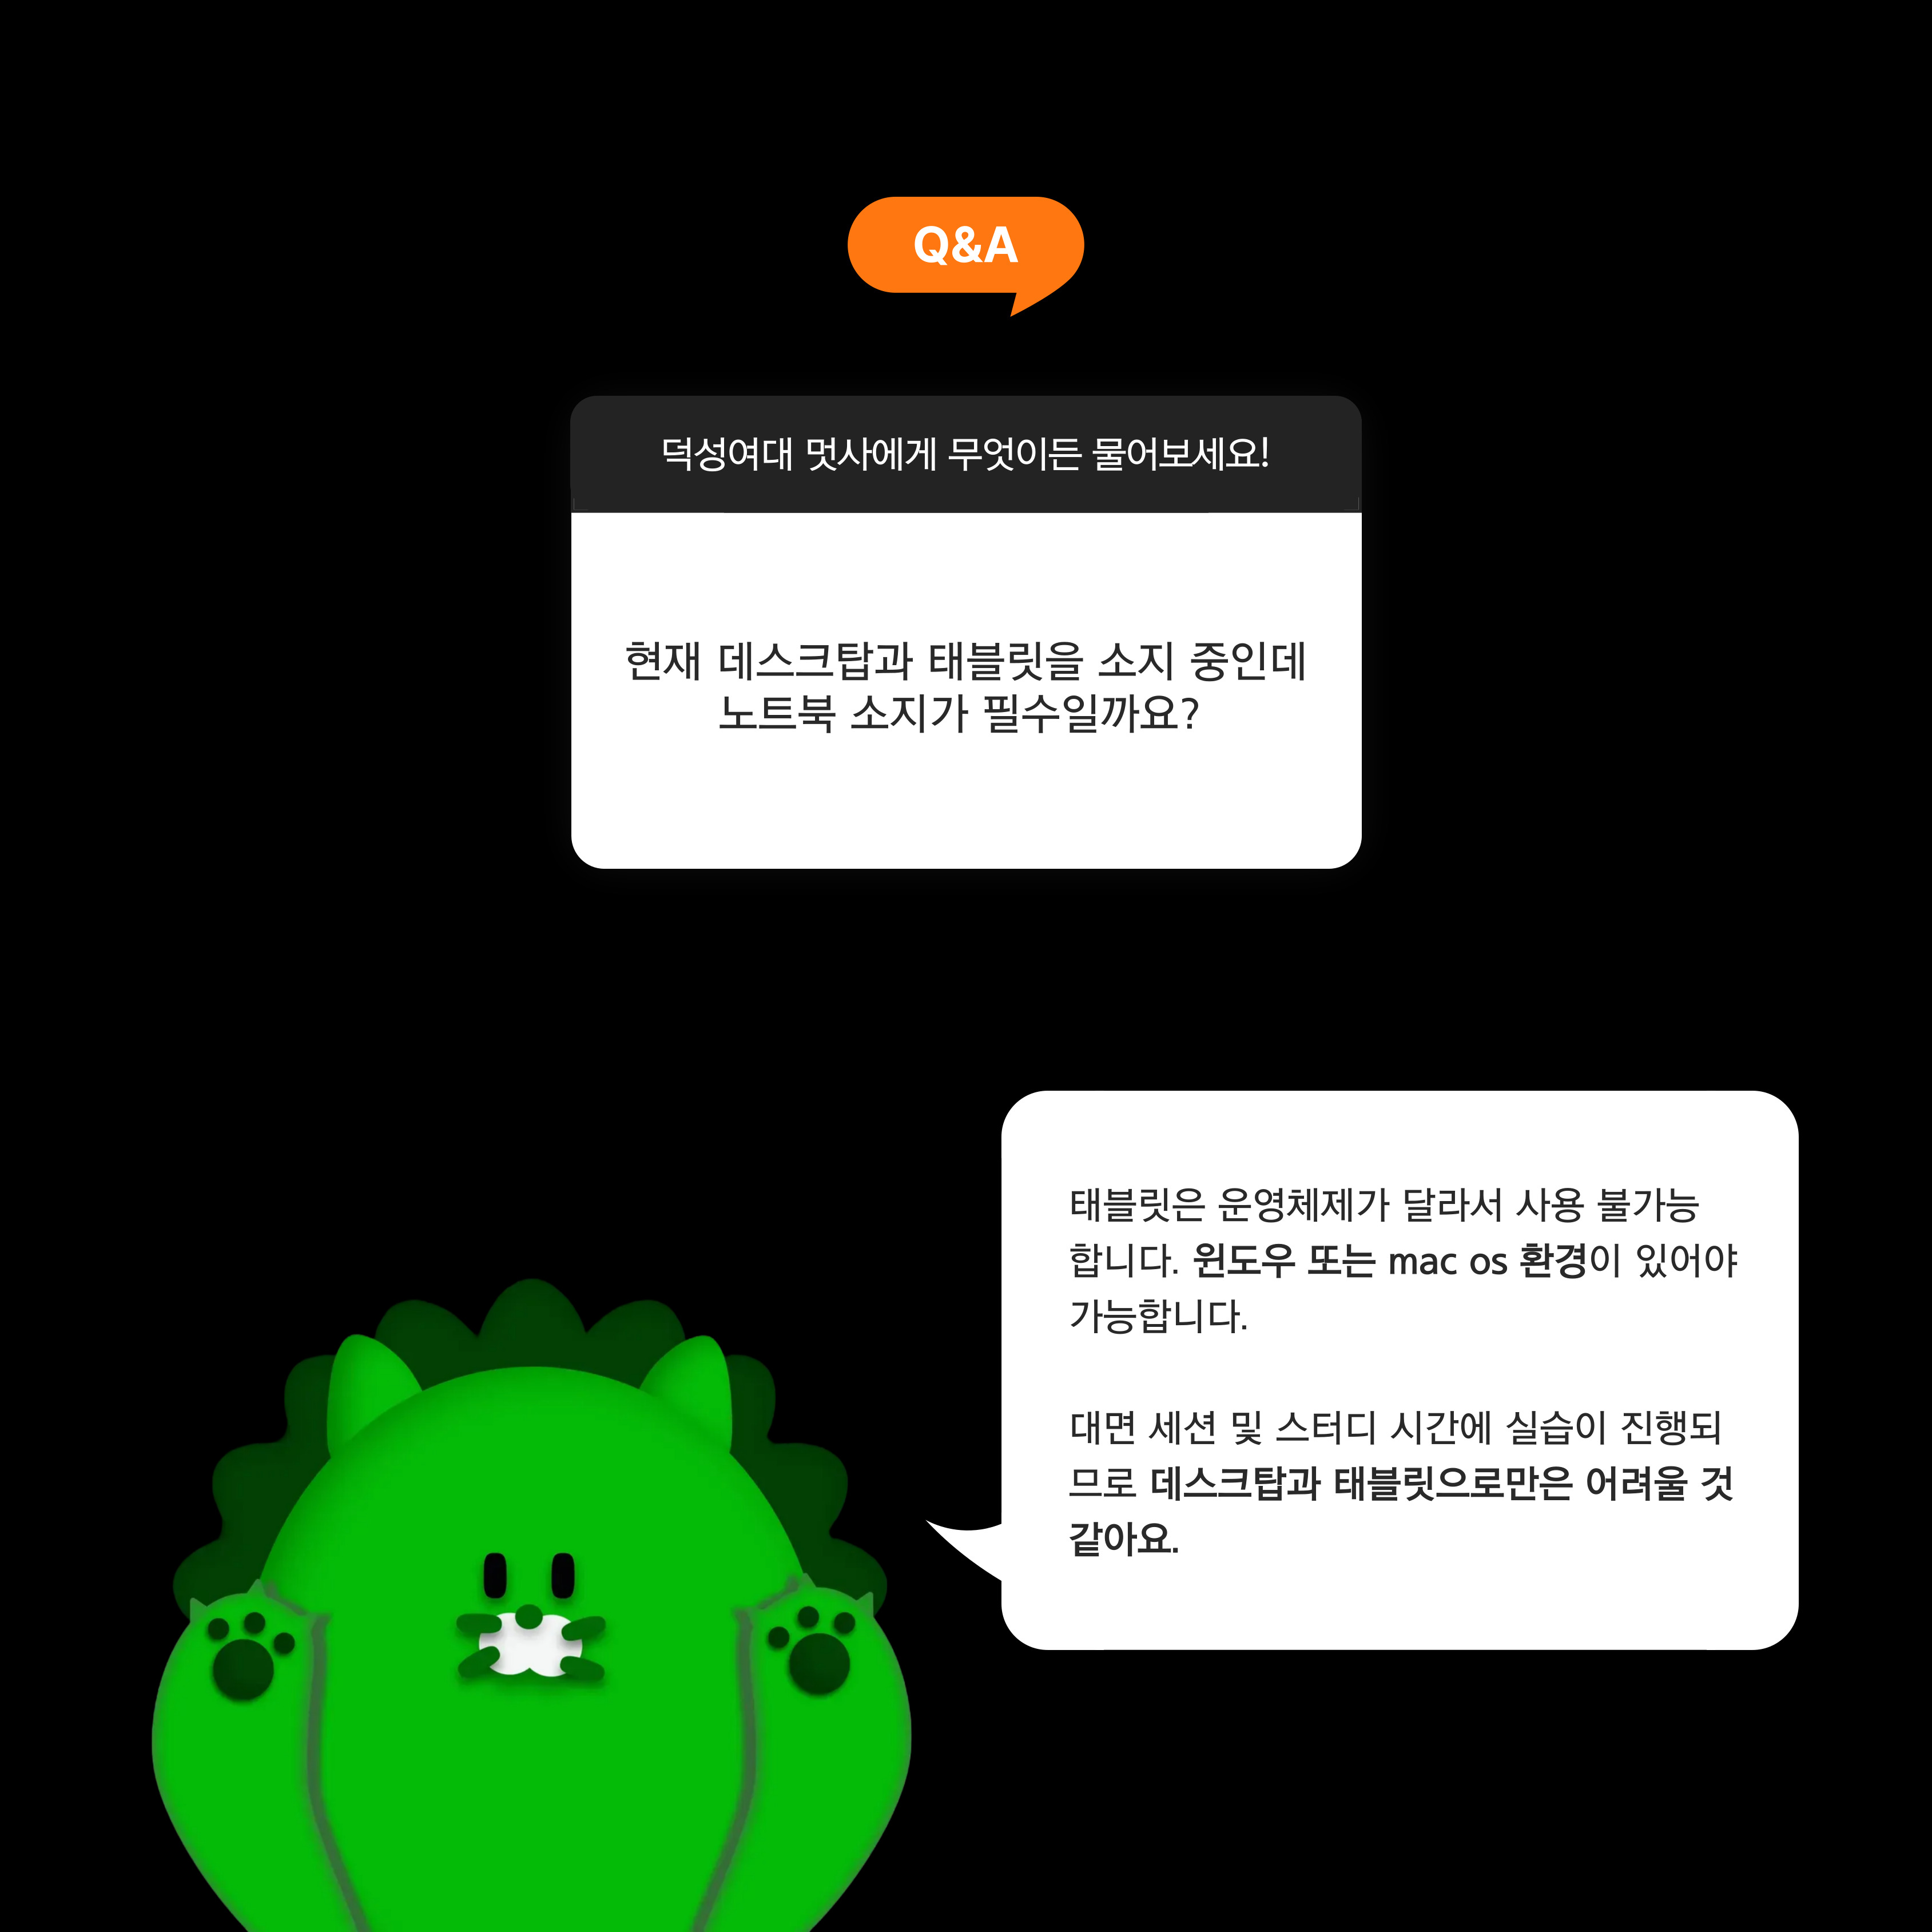 Q&A
덕성여대 멋사에게 무엇이든 물어보세요!
현재 데스크탑과 태블릿을 소지 중인데
노트북 소지가 필수일까요?
태블릿은 운영체제가 달라서 사용 불가능
합니다. 윈도우 또는 mac os 환경이 있어야
가능합니다.
대면 세션 및 스터디 시간에 실습이 진행되
므로 데스크탑과 태블릿으로만은 어려울 것
같아요.